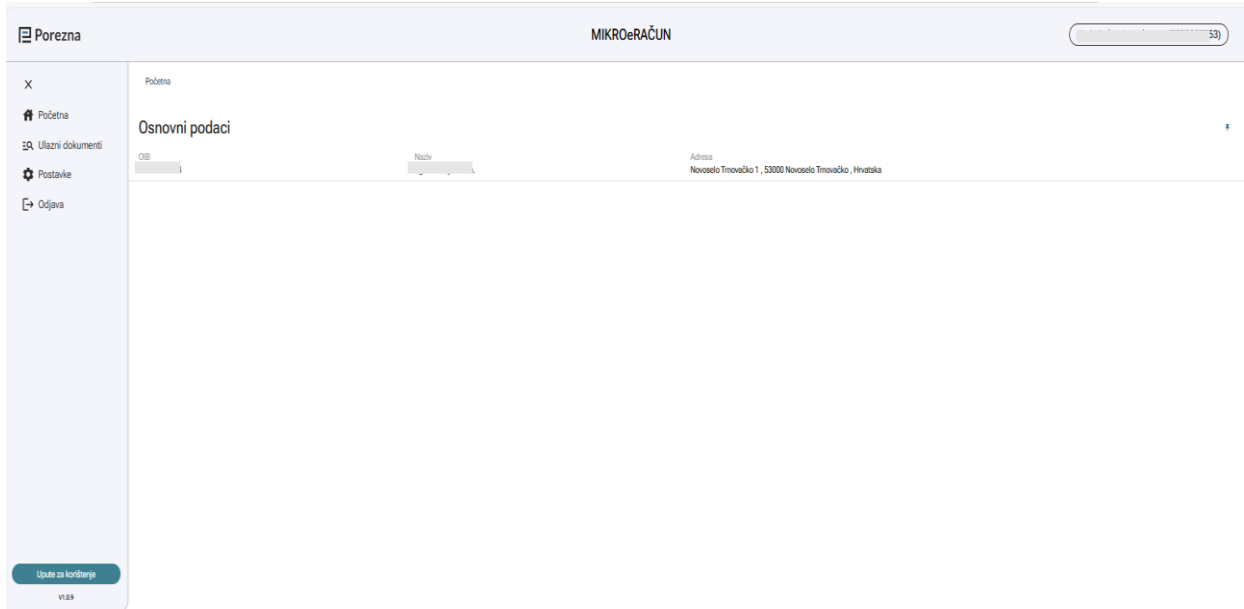 Porezna
MIKROeRAČUN
53)
X
Početna
Ulazni dokumenti
Postavke
Odjava
Početna
Osnovni podaci
OIB
Naziv
Adresa
Novoselo Trnovačko 1 , 53000 Novoselo Trnovačko , Hrvatska
Upute za korištenje
V1.0.9